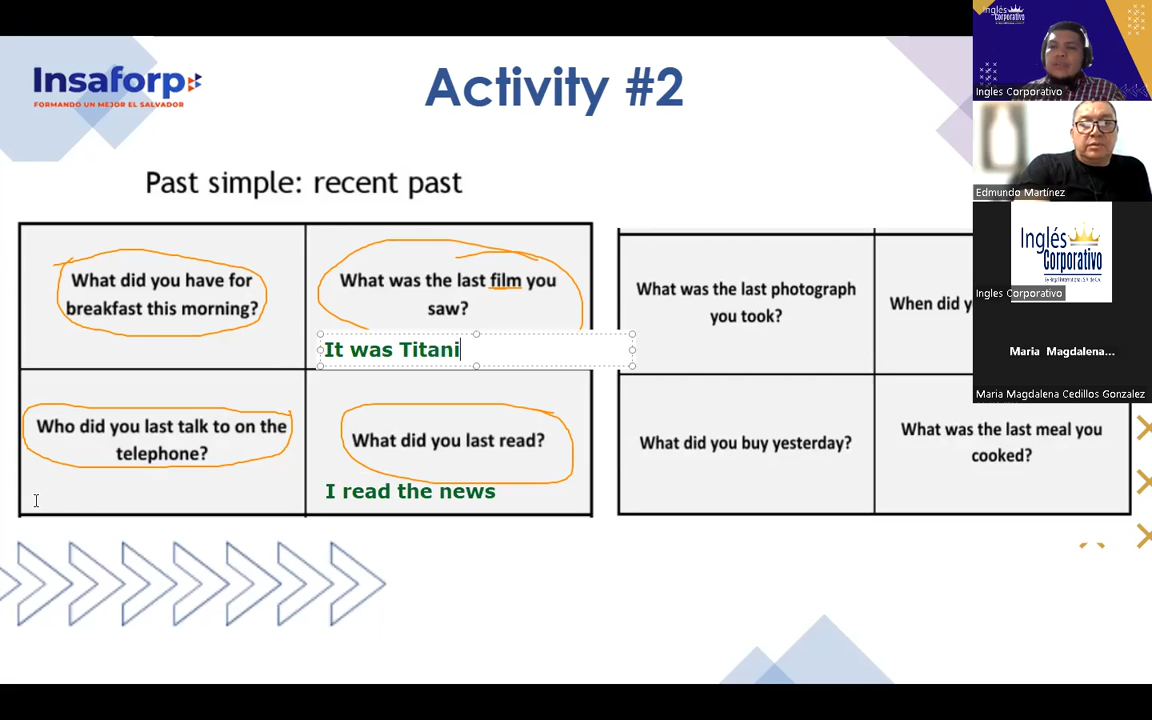 Insaforp
FORMANDO UN MEJOR EL SALVADOR
Activity #2
Past simple: recent past
What did you have for
breakfast this morning?
What was the last film you
saw?
It was Titani
Who did you last talk to on the
telephone?
What did you last read?
I read the news
What was the last photograph
you took?
When did y
What did you buy yesterday?
What was the last meal you
cooked?
Inglés
Corporativo
Ingles Corporativo
Edmundo Martínez
Inglés
Corporativo
Ingles Corporativo
Maria Magdalena...
Maria Magdalena Cedillos Gonzalez